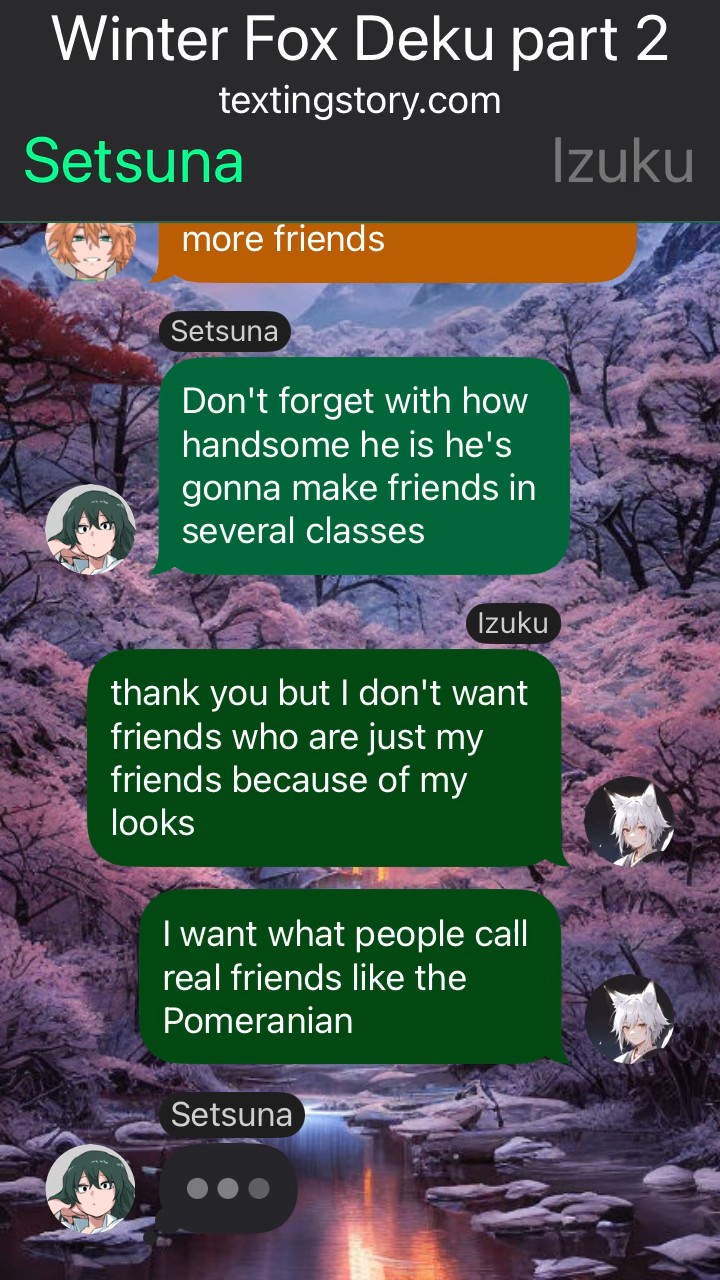 Winter Fox Deku part 2
textingstory.com
Setsuna
Izuku
more friends
Setsuna
Don't forget with how
handsome he is he's
gonna make friends in
several classes
Izuku
thank you but I don't want
friends who are just my
friends because of my
looks
I want what people call
real friends like the
Pomeranian
Setsuna